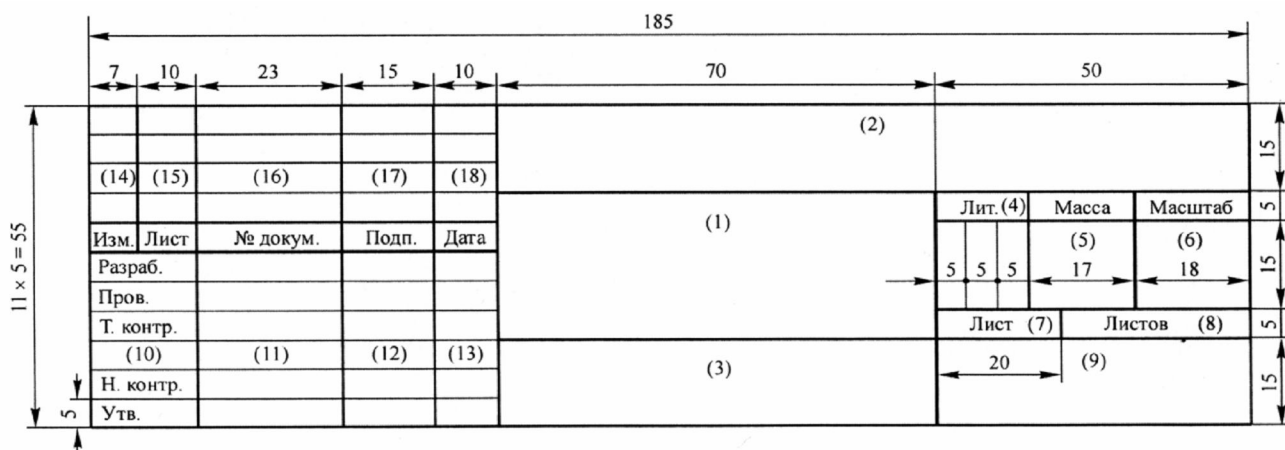 185
7 10 23 15 10 70 50
(2)
15
(14) (15) (16) (17) (18)
Лит. (4) Масса Масштаб 5
(1)
Изм. Лист № докум. Подп. Дата
(5) (6)
15
Разраб.
5 5 5 17 18
11 × 5 = 55
Пров.
Т. контр.
Лист (7) Листов (8) 5
(10) (11) (12) (13)
(3)
20 (9)
15
Н. контр.
5 Утв.